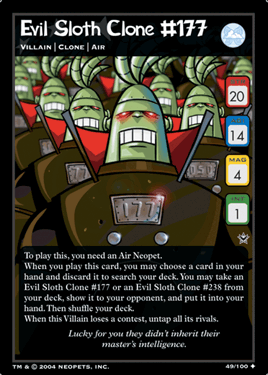 Evil Sloth Clone #177
VILLAIN | CLONE | AIR
20
14
MAG
4
INT
1
177
To play this, you need an Air Neopet.
When you play this card, you may choose a card in your
hand and discard it to search your deck. You may take an
Evil Sloth Clone #177 or an Evil Sloth Clone #238 from
your deck, show it to your opponent, and put it into your
hand. Then shuffle your deck.
When this Villain loses a contest, untap all its rivals.
Lucky for you they didn't inherit their
master's intelligence.
TM & © 2004 NEOPETS, INC.
49/100